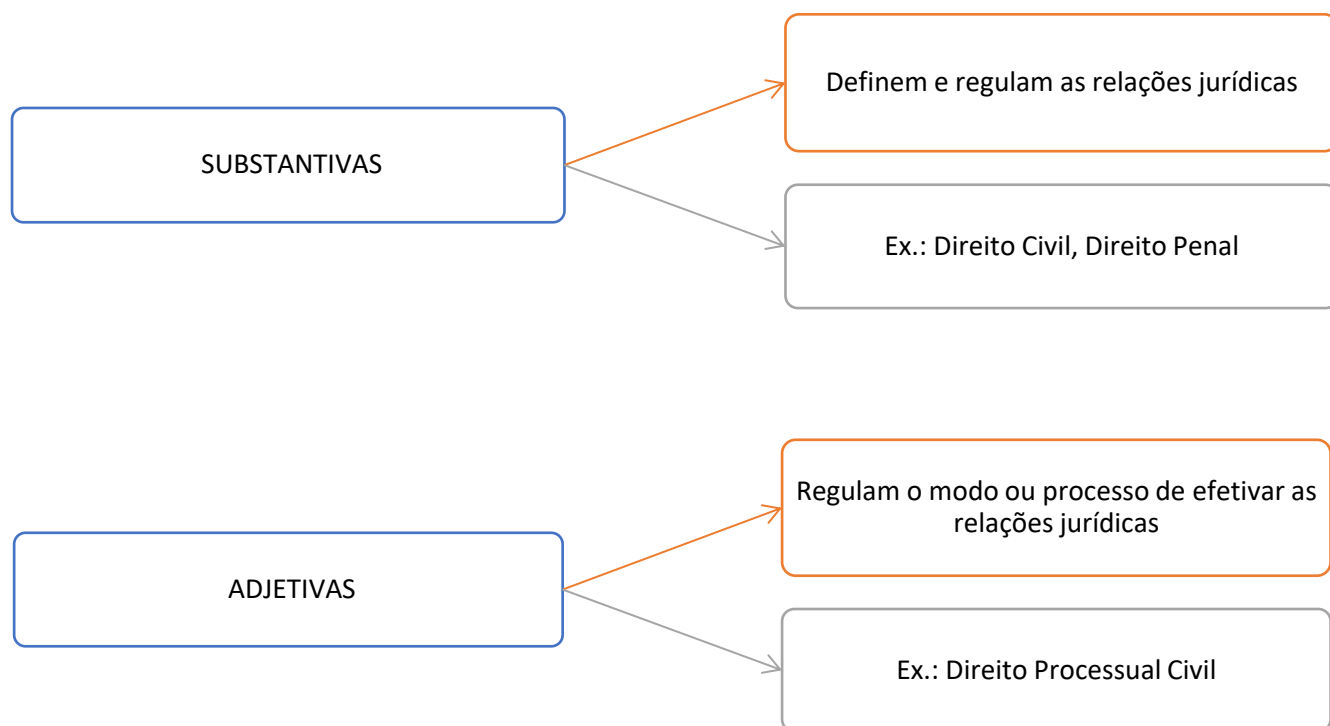 SUBSTANTIVAS
Definem e regulam as relações jurídicas
Ex.: Direito Civil, Direito Penal
ADJETIVAS
Regulam o modo ou processo de efetivar as
relações jurídicas
Ex.: Direito Processual Civil